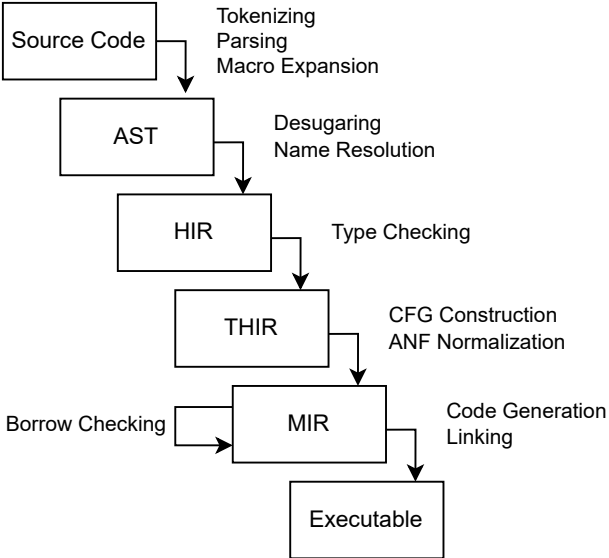 Source Code
Tokenizing
Parsing
Macro Expansion
AST
Desugaring
Name Resolution
HIR
Type Checking
THIR
CFG Construction
ANF Normalization
Borrow Checking
MIR
Code Generation
Linking
Executable